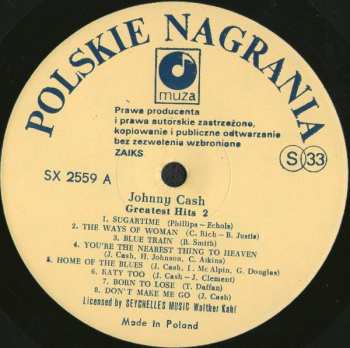 POLSKIE NAGRANIA
muza
Prawa producenta
i prawa autorskie zastrzeżone,
kopiowanie i publiczne odtwarzanie
bez zezwolenia wzbronione
ZAIKS
SX 2559 A
S 33
Johnny Cash
Greatest Hits 2
1. SUGARTIME (Phillips – Echols)
2. THE WAYS OF WOMAN (C. Rich – B. Justis)
3. BLUE TRAIN (B. Smith)
4. YOU'RE THE NEAREST THING TO HEAVEN
(J. Cash, H. Johnson, C. Atkins)
5. HOME OF THE BLUES (J. Cash, I. Mc Alpin, G. Douglas)
6. KATY TOO (J. Cash – J. Clement)
7. BORN TO LOSE (T. Daffan)
8. DON'T MAKE ME GO (J. Cash)
Licensed by SEYCHELLES MUSIC Walther Kahl
Made in Poland